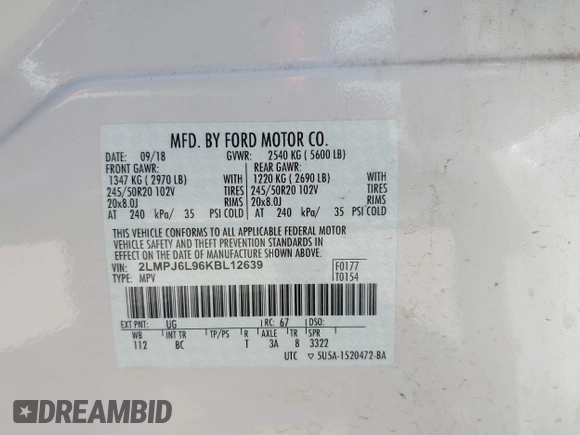 MFD. BY FORD MOTOR CO.
DATE: 09/18 GVWR: 2540 KG ( 5600 LB)
FRONT GAWR: REAR GAWR:
1347 KG ( 2970 LB) WITH 1220 KG ( 2690 LB) WITH
245/50R20 102V TIRES 245/50R20 102V TIRES
20x8.0J RIMS 20x8.0J RIMS
AT 240 kPa/ 35 PSI COLD AT 240 kPa/ 35 PSI COLD
THIS VEHICLE CONFORMS TO ALL APPLICABLE FEDERAL MOTOR
VEHICLE SAFETY AND THEFT PREVENTION STANDARDS IN
EFFECT ON THE DATE OF MANUFACTURE SHOWN ABOVE.
VIN: 2LMPJ6L96KBL12639 F0177
TYPE: MPV T0154
EXT PNT: UG RC: 67 DSO:
WB INT TR TP/PS R AXLE TR SPR
112 BC T 3A 8 3322
UTC ▽ 5U5A-1520472-BA
DREAMBID